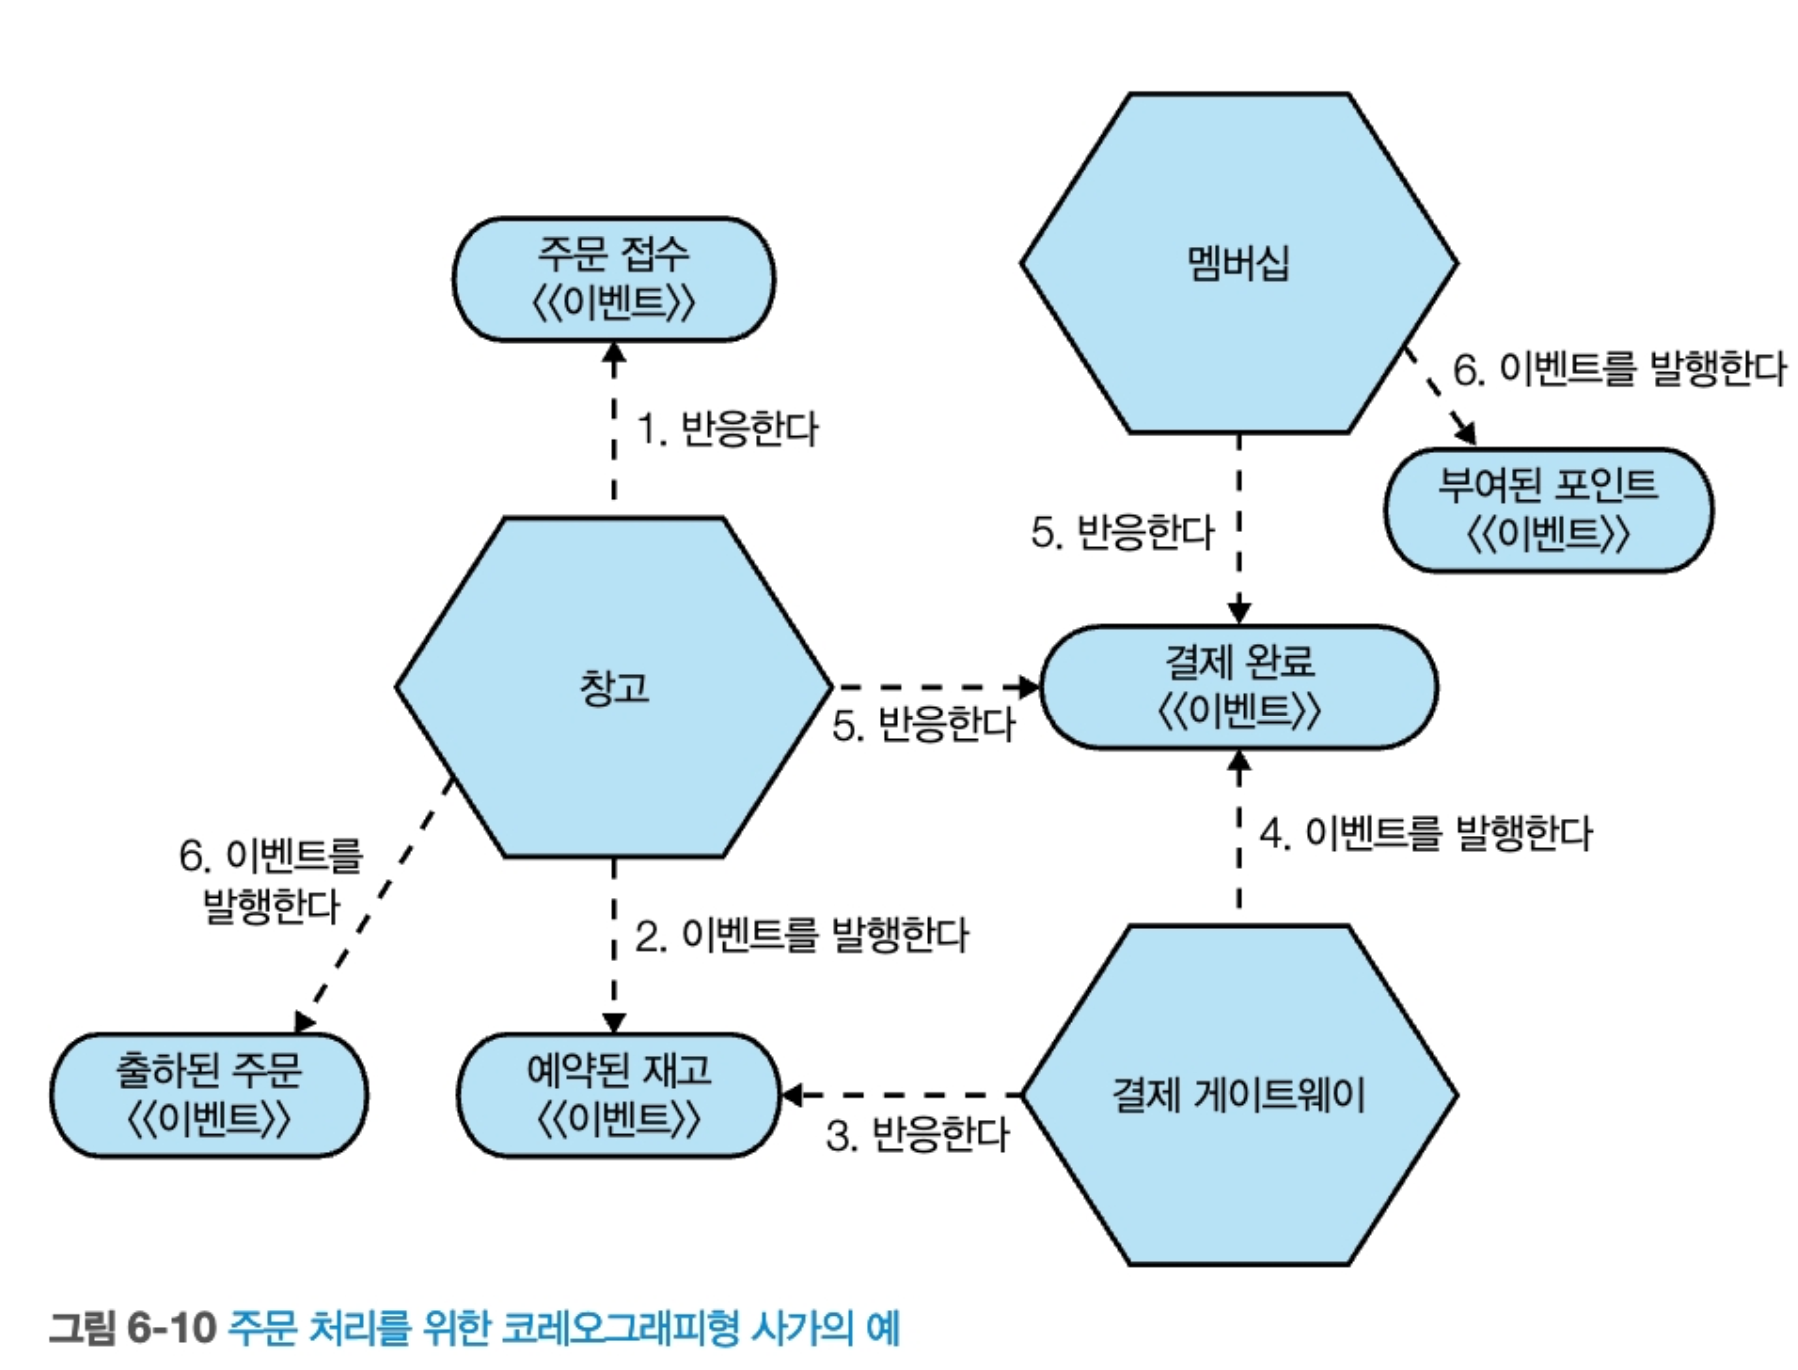 주문 접수
<<이벤트>>
멤버십
6. 이벤트를 발행한다
1. 반응한다
부여된 포인트
<<이벤트>>
5. 반응한다
창고
결제 완료
<<이벤트>>
5. 반응한다
6. 이벤트를
발행한다
4. 이벤트를 발행한다
2. 이벤트를 발행한다
출하된 주문
<<이벤트>>
예약된 재고
<<이벤트>>
3. 반응한다
결제 게이트웨이
그림 6-10 주문 처리를 위한 코레오그래피형 사가의 예